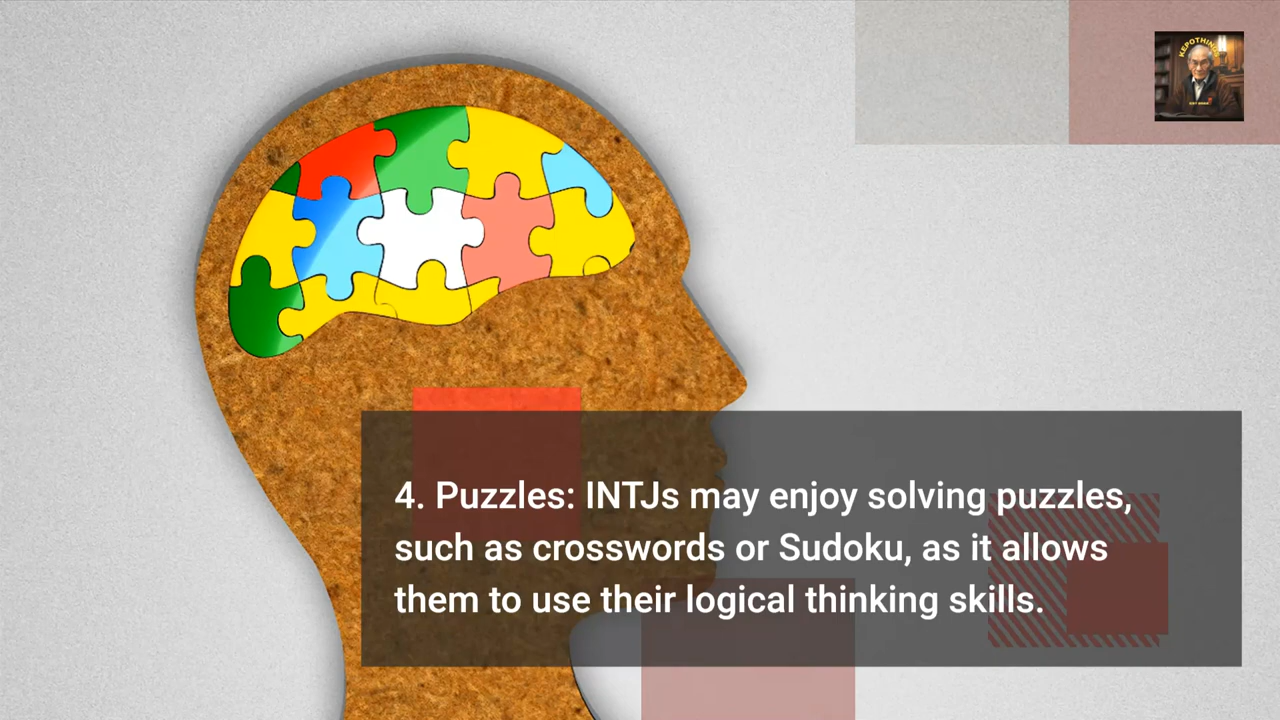 KEPOTHINGS
4. Puzzles: INTJs may enjoy solving puzzles,
such as crosswords or Sudoku, as it allows
them to use their logical thinking skills.